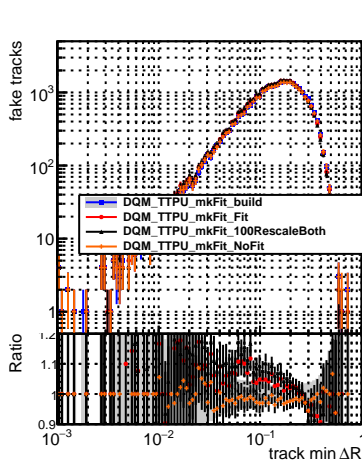 fake tracks
10³
10²
10
1
DQM_TTPU_mkFit_build
DQM_TTPU_mkFit_Fit
DQM_TTPU_mkFit_100RescaleBoth
DQM_TTPU_mkFit_NoFit
Ratio
1.2
1.1
1.0
0.9
10⁻³ 10⁻² 10⁻¹
track min ΔR